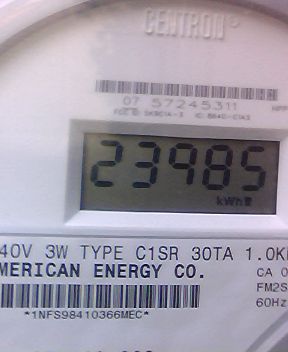 CENTRON®
07 57245311
23985
kWh
40V 3W TYPE C1SR 30TA 1.0K
MERICAN ENERGY CO.
CA 0
FM2S
60Hz
*1NFS98410366MEC*